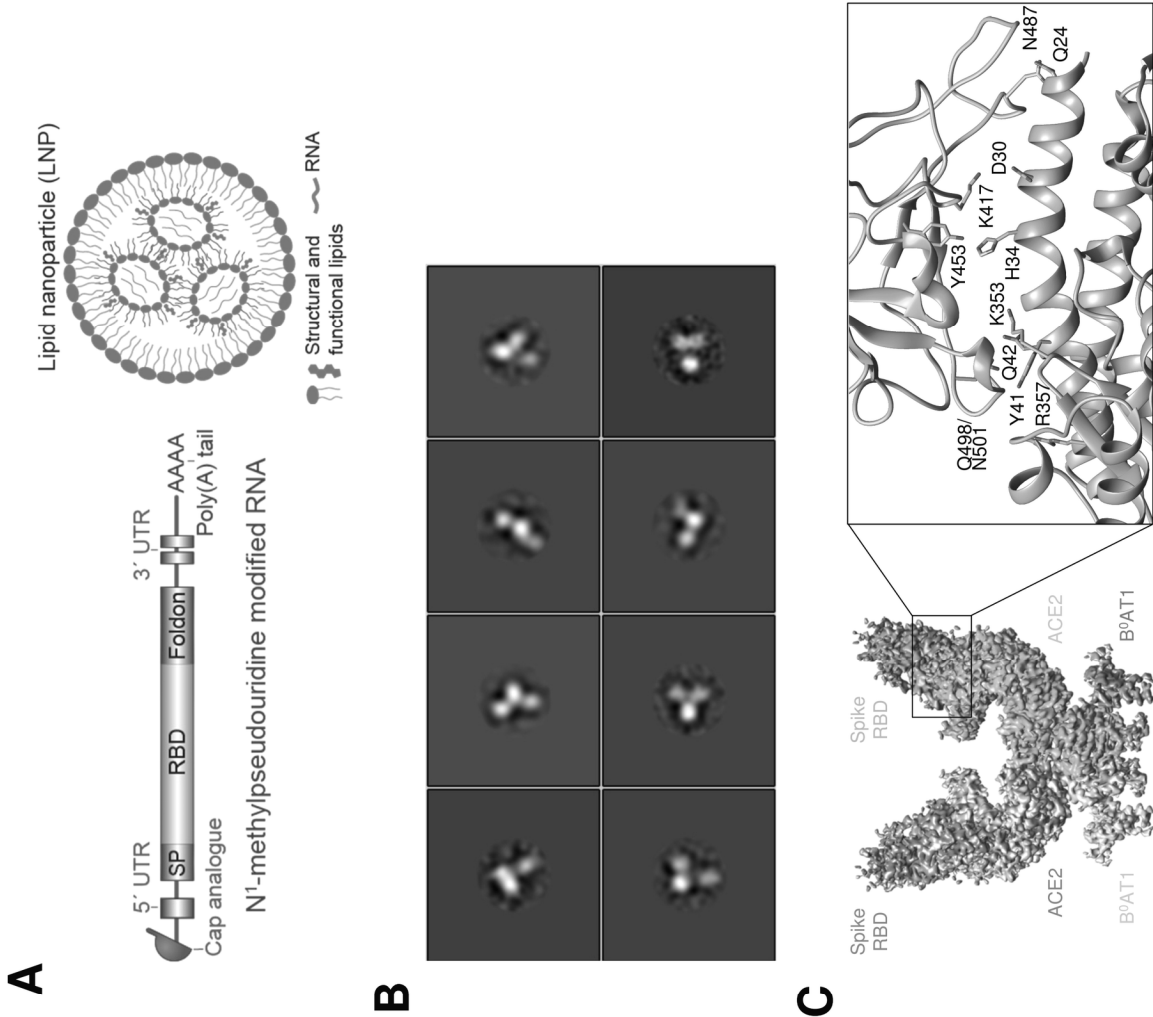 A
5′ UTR
3′ UTR
SP
RBD
Foldon
AAAA
Cap analogue
Poly(A) tail
N¹-methylpseudouridine modified RNA
Lipid nanoparticle (LNP)
Structural and
functional lipids
RNA
B
C
Spike
RBD
Spike
RBD
ACE2
ACE2
B⁰AT1
B⁰AT1
Q498/
N501
Y41
R357
Q42
K353
Y453
H34
K417
D30
N487
Q24